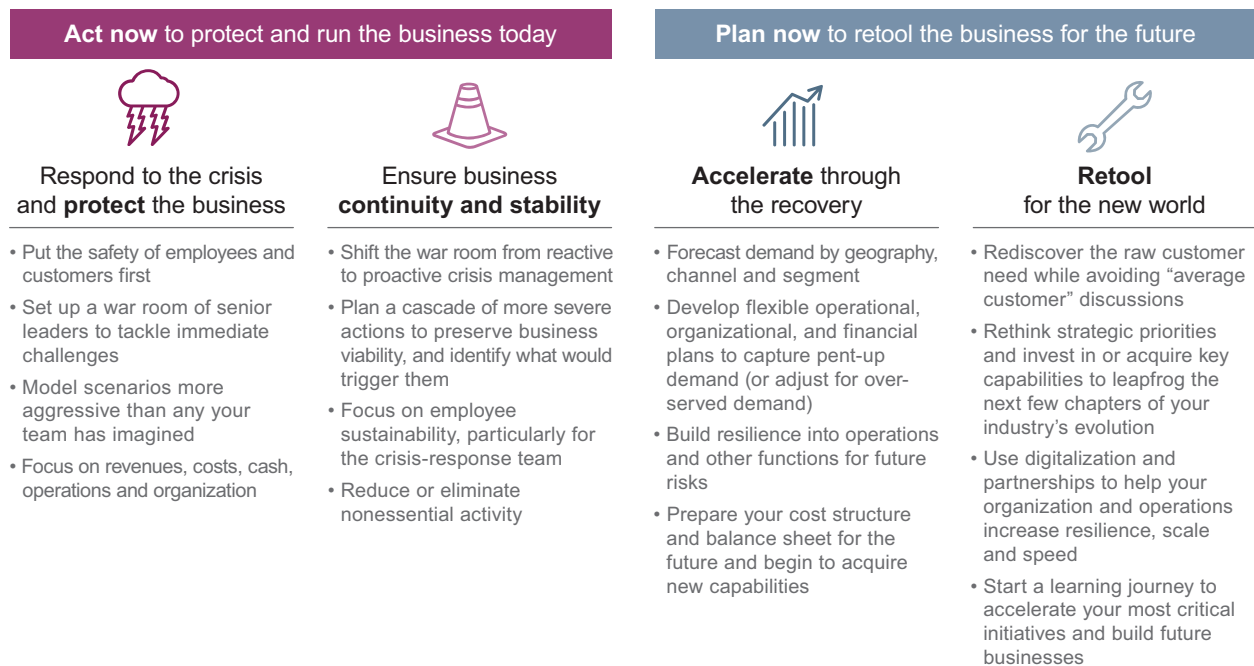 Act now to protect and run the business today
Plan now to retool the business for the future
Respond to the crisis
and protect the business
• Put the safety of employees and
customers first
• Set up a war room of senior
leaders to tackle immediate
challenges
• Model scenarios more
aggressive than any your
team has imagined
• Focus on revenues, costs, cash,
operations and organization
Ensure business
continuity and stability
• Shift the war room from reactive
to proactive crisis management
• Plan a cascade of more severe
actions to preserve business
viability, and identify what would
trigger them
• Focus on employee
sustainability, particularly for
the crisis-response team
• Reduce or eliminate
nonessential activity
Accelerate through
the recovery
• Forecast demand by geography,
channel and segment
• Develop flexible operational,
organizational, and financial
plans to capture pent-up
demand (or adjust for over-
served demand)
• Build resilience into operations
and other functions for future
risks
• Prepare your cost structure
and balance sheet for the
future and begin to acquire
new capabilities
Retool
for the new world
• Rediscover the raw customer
need while avoiding “average
customer” discussions
• Rethink strategic priorities
and invest in or acquire key
capabilities to leapfrog the
next few chapters of your
industry’s evolution
• Use digitalization and
partnerships to help your
organization and operations
increase resilience, scale
and speed
• Start a learning journey to
accelerate your most critical
initiatives and build future
businesses